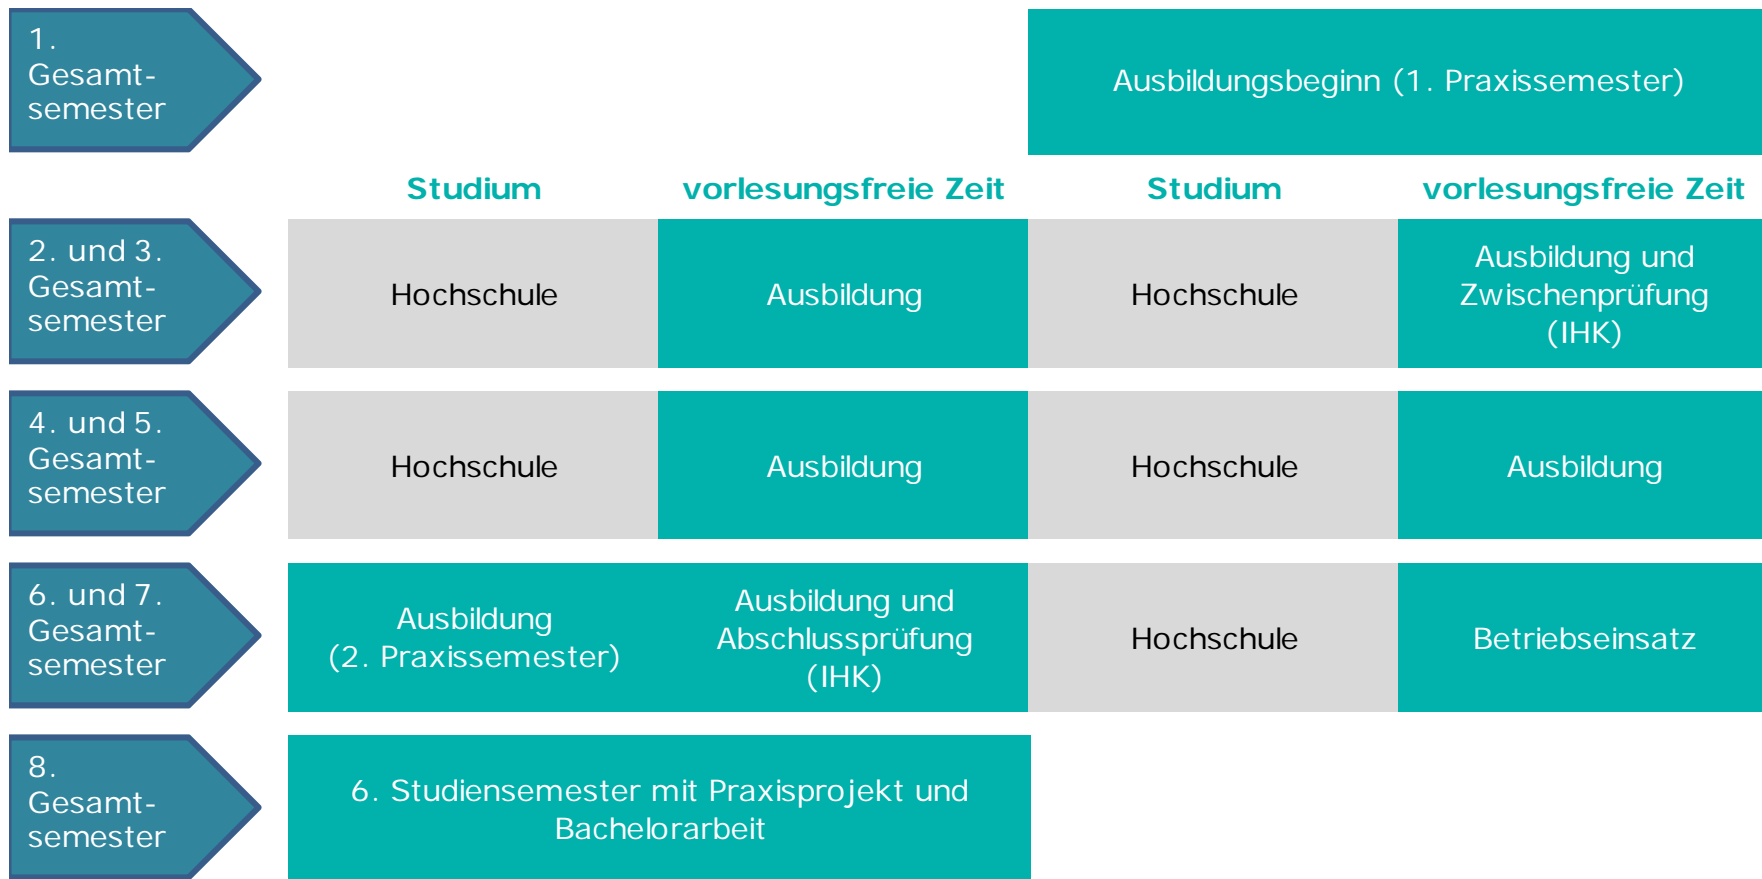 1.
Gesamt-
semester
Ausbildungsbeginn (1. Praxissemester)
Studium
vorlesungsfreie Zeit
Studium
vorlesungsfreie Zeit
2. und 3.
Gesamt-
semester
Hochschule
Ausbildung
Hochschule
Ausbildung und
Zwischenprüfung
(IHK)
4. und 5.
Gesamt-
semester
Hochschule
Ausbildung
Hochschule
Ausbildung
6. und 7.
Gesamt-
semester
Ausbildung
(2. Praxissemester)
Ausbildung und
Abschlussprüfung
(IHK)
Hochschule
Betriebseinsatz
8.
Gesamt-
semester
6. Studiensemester mit Praxisprojekt und
Bachelorarbeit